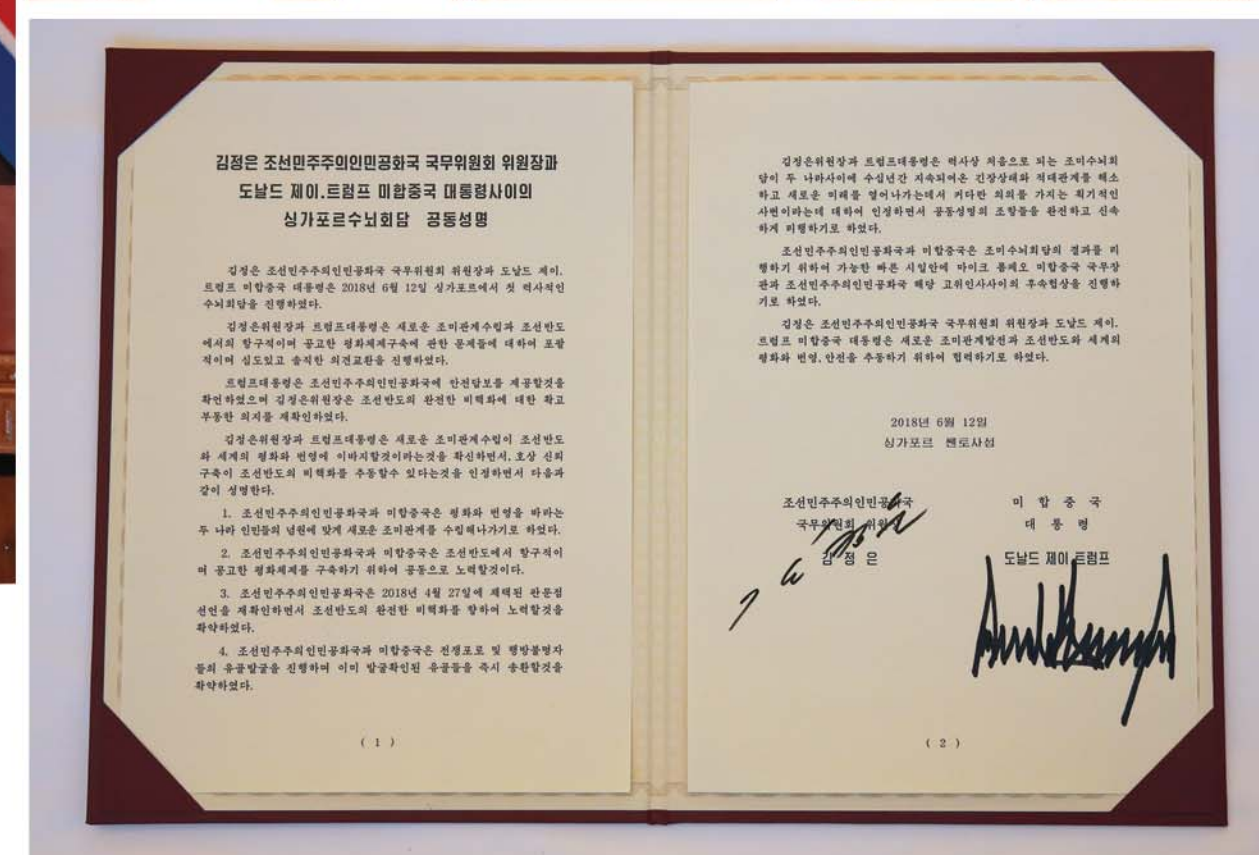 김정은 조선민주주의인민공화국 국무위원회 위원장과
도날드 제이.트럼프 미합중국 대통령사이의
싱가포르수뇌회담 공동성명
김정은 조선민주주의인민공화국 국무위원회 위원장과 도날드 제이.
트럼프 미합중국 대통령은 2018년 6월 12일 싱가포르에서 첫 력사적인
수뇌회담을 진행하였다.
김정은위원장과 트럼프대통령은 새로운 조미관계수립과 조선반도
에서의 항구적이며 공고한 평화체제구축에 관한 문제들에 대하여 포괄
적이며 심도있고 솔직한 의견교환을 진행하였다.
트럼프대통령은 조선민주주의인민공화국에 안전담보를 제공할것을
확언하였으며 김정은위원장은 조선반도의 완전한 비핵화에 대한 확고
부동한 의지를 재확인하였다.
김정은위원장과 트럼프대통령은 새로운 조미관계수립이 조선반도
와 세계의 평화와 번영에 이바지할것이라는것을 확신하면서, 호상 신뢰
구축이 조선반도의 비핵화를 추동할수 있다는것을 인정하면서 다음과
같이 성명한다.
1. 조선민주주의인민공화국과 미합중국은 평화와 번영을 바라는
두 나라 인민들의 념원에 맞게 새로운 조미관계를 수립해나가기로 하였다.
2. 조선민주주의인민공화국과 미합중국은 조선반도에서 항구적이
며 공고한 평화체제를 구축하기 위하여 공동으로 노력할것이다.
3. 조선민주주의인민공화국은 2018년 4월 27일에 채택된 판문점
선언을 재확인하면서 조선반도의 완전한 비핵화를 향하여 노력할것을
확약하였다.
4. 조선민주주의인민공화국과 미합중국은 전쟁포로 및 행방불명자
들의 유골발굴을 진행하며 이미 발굴확인된 유골들을 즉시 송환할것을
확약하였다.
( 1 )
김정은위원장과 트럼프대통령은 력사상 처음으로 되는 조미수뇌회
담이 두 나라사이에 수십년간 지속되여온 긴장상태와 적대관계를 해소
하고 새로운 미래를 열어나가는데서 커다란 의의를 가지는 획기적인
사변이라는데 대하여 인정하면서 공동성명의 조항들을 완전하고 신속
하게 리행하기로 하였다.
조선민주주의인민공화국과 미합중국은 조미수뇌회담의 결과를 리
행하기 위하여 가능한 빠른 시일안에 마이크 폼페오 미합중국 국무장
관과 조선민주주의인민공화국 해당 고위인사사이의 후속협상을 진행하
기로 하였다.
김정은 조선민주주의인민공화국 국무위원회 위원장과 도날드 제이.
트럼프 미합중국 대통령은 새로운 조미관계발전과 조선반도와 세계의
평화와 번영, 안전을 추동하기 위하여 협력하기로 하였다.
2018년 6월 12일
싱가포르 쎈토사섬
조선민주주의인민공화국 미 합 중 국
국무위원회 위원장 대 통 령
김 정 은 도날드 제이.트럼프
( 2 )